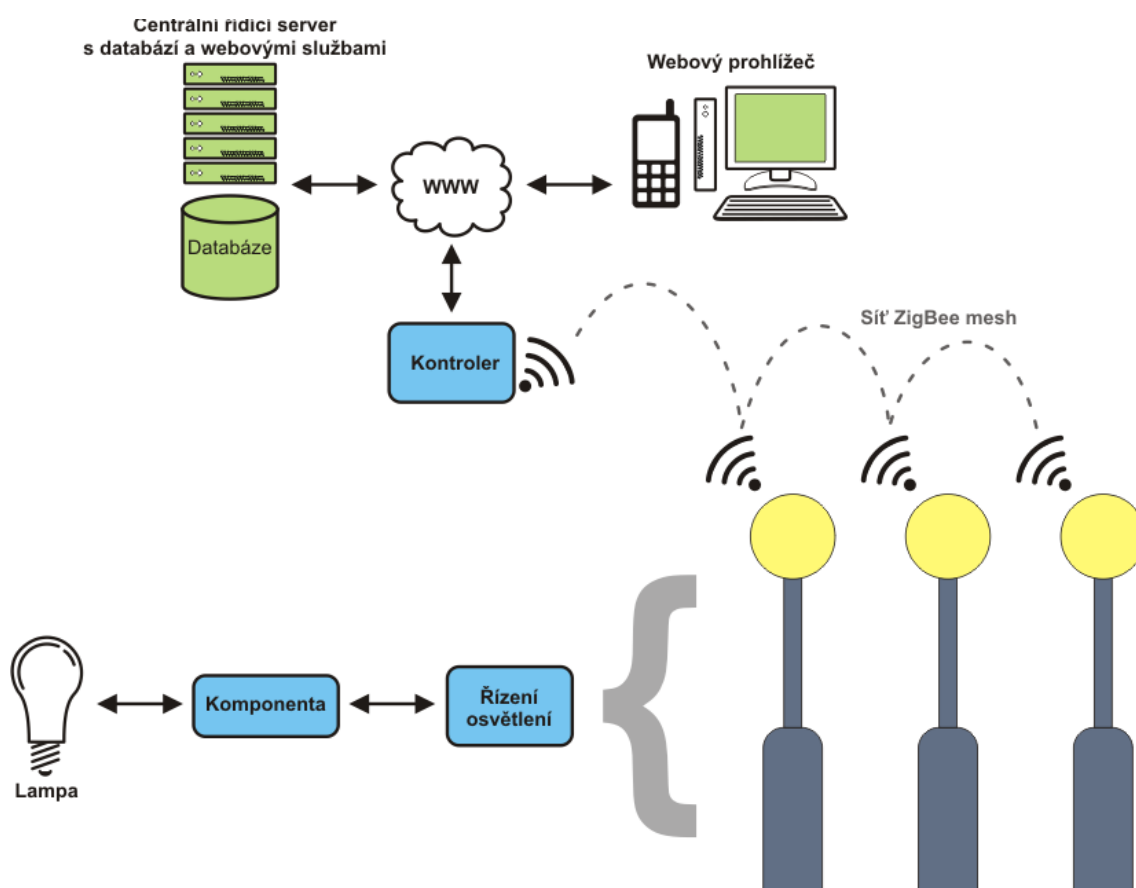 Centrální řídicí server
s databází a webovými službami
Webový prohlížeč
WWW
Databáze
Síť ZigBee mesh
Kontroler
Komponenta
Řízení
osvětlení
Lampa